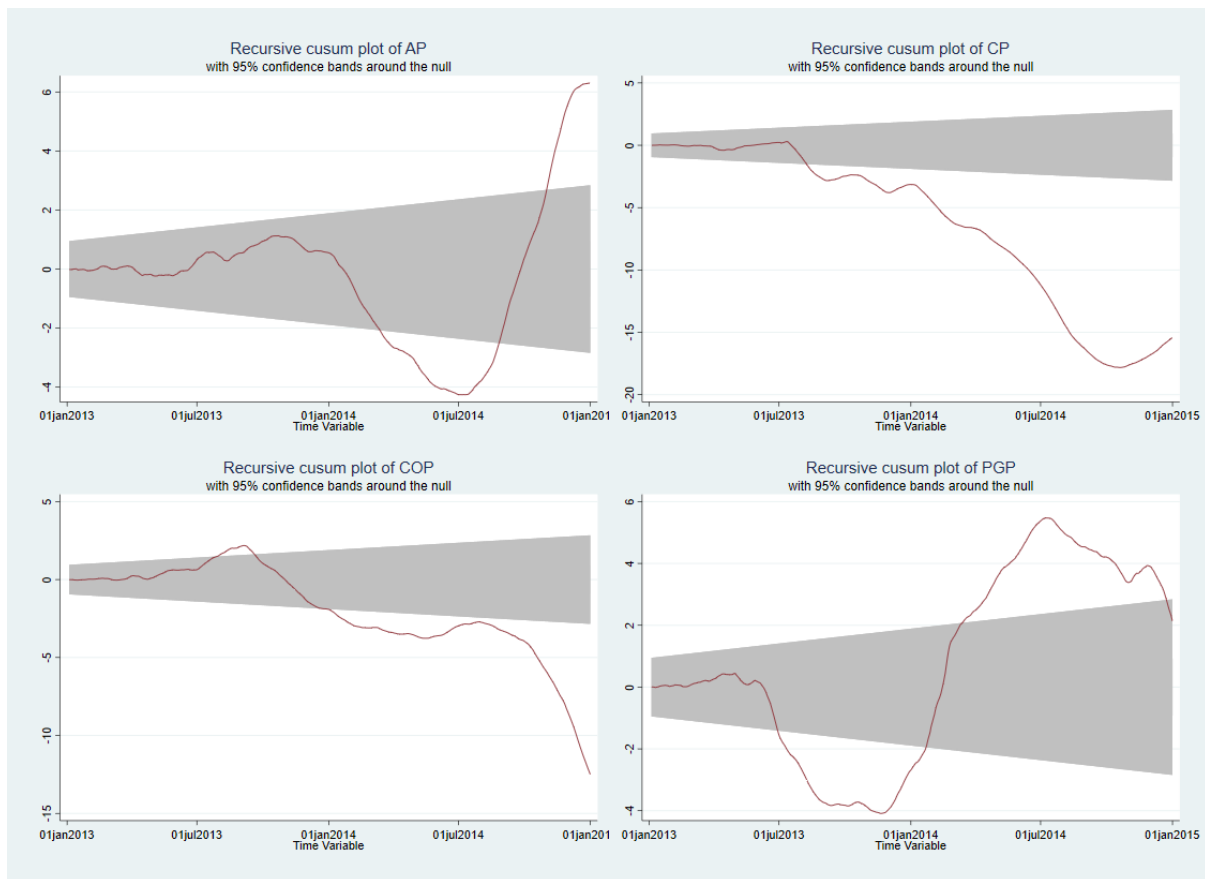 Recursive cusum plot of AP
with 95% confidence bands around the null
6
4
2
0
-2
-4
01jan2013 01jul2013 01jan2014 01jul2014 01jan201
Time Variable
Recursive cusum plot of CP
with 95% confidence bands around the null
5
0
-5
-10
-15
-20
01jan2013 01jul2013 01jan2014 01jul2014 01jan2015
Time Variable
Recursive cusum plot of COP
with 95% confidence bands around the null
5
0
-5
-10
-15
01jan2013 01jul2013 01jan2014 01jul2014 01jan201
Time Variable
Recursive cusum plot of PGP
with 95% confidence bands around the null
6
4
2
0
-2
-4
01jan2013 01jul2013 01jan2014 01jul2014 01jan2015
Time Variable